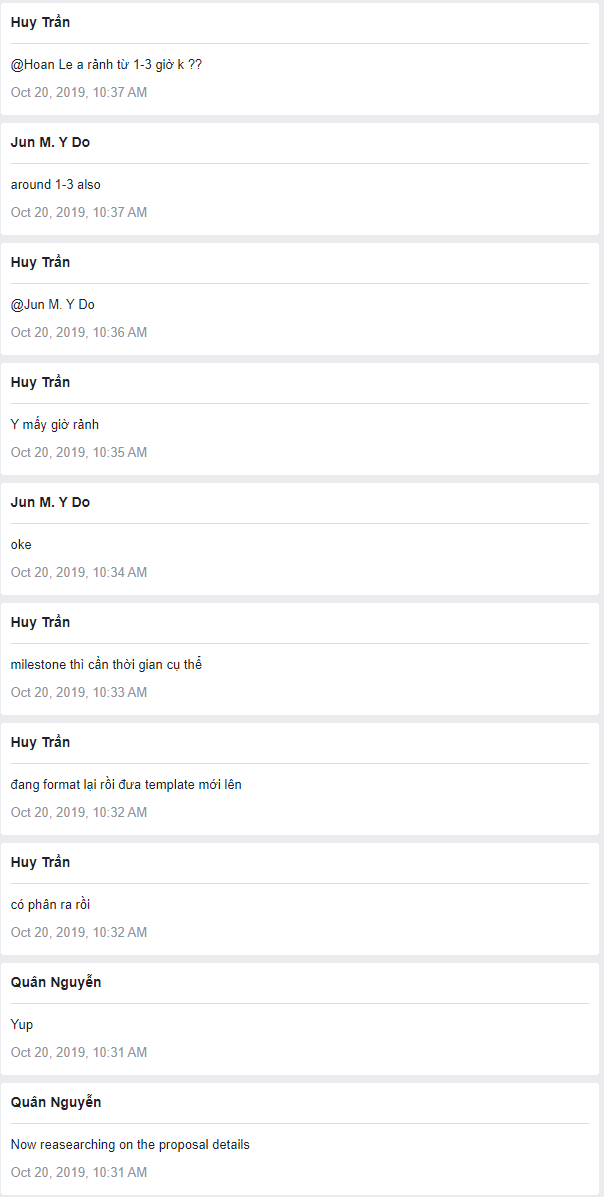 Huy Trần
@Hoan Le a rảnh từ 1-3 giờ k ??
Oct 20, 2019, 10:37 AM
Jun M. Y Do
around 1-3 also
Oct 20, 2019, 10:37 AM
Huy Trần
@Jun M. Y Do
Oct 20, 2019, 10:36 AM
Huy Trần
Y mấy giờ rảnh
Oct 20, 2019, 10:35 AM
Jun M. Y Do
oke
Oct 20, 2019, 10:34 AM
Huy Trần
milestone thì cần thời gian cụ thể
Oct 20, 2019, 10:33 AM
Huy Trần
đang format lại rồi đưa template mới lên
Oct 20, 2019, 10:32 AM
Huy Trần
có phân ra rồi
Oct 20, 2019, 10:32 AM
Quân Nguyễn
Yup
Oct 20, 2019, 10:31 AM
Quân Nguyễn
Now reasearching on the proposal details
Oct 20, 2019, 10:31 AM